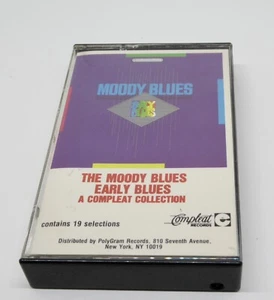 MOODY BLUES
THE MOODY BLUES
EARLY BLUES
A COMPLEAT COLLECTION
contains 19 selections
Compleat
RECORDS
Distributed by PolyGram Records, 810 Seventh Avenue,
New York, NY 10019